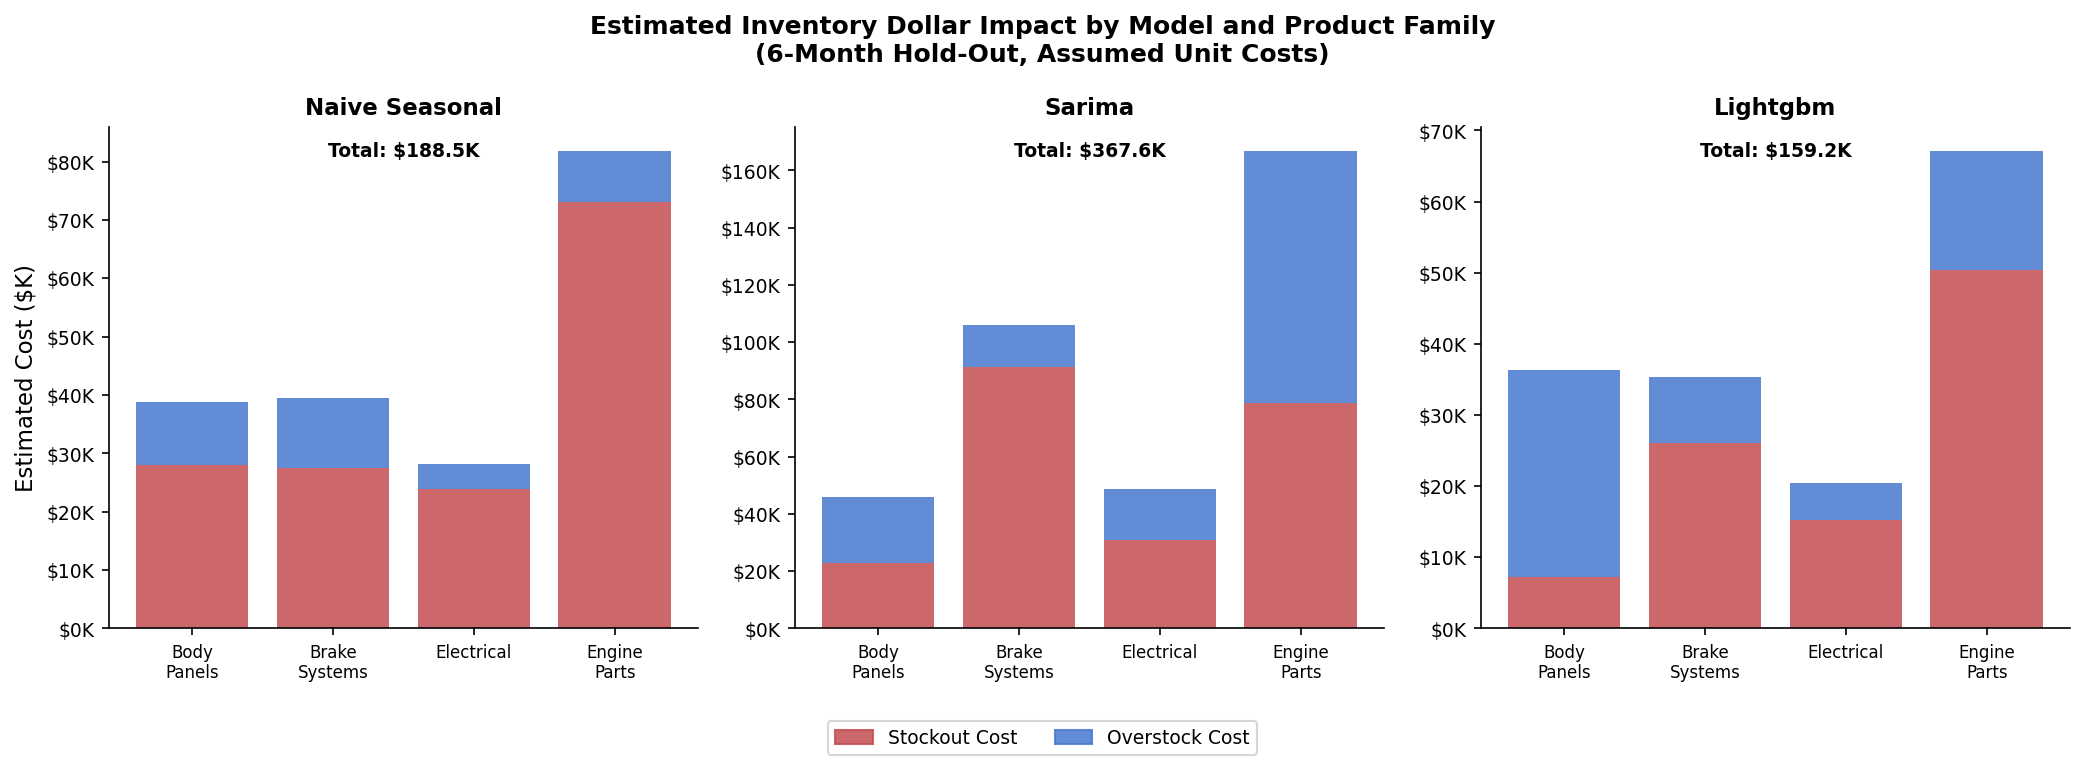 Estimated Inventory Dollar Impact by Model and Product Family
(6-Month Hold-Out, Assumed Unit Costs)
Naive Seasonal
Total: $188.5K
Estimated Cost ($K)
$80K
$70K
$60K
$50K
$40K
$30K
$20K
$10K
$0K
Body
Panels
Brake
Systems
Electrical
Engine
Parts
Sarima
Total: $367.6K
$160K
$140K
$120K
$100K
$80K
$60K
$40K
$20K
$0K
Body
Panels
Brake
Systems
Electrical
Engine
Parts
Lightgbm
Total: $159.2K
$70K
$60K
$50K
$40K
$30K
$20K
$10K
$0K
Body
Panels
Brake
Systems
Electrical
Engine
Parts
Stockout Cost
Overstock Cost